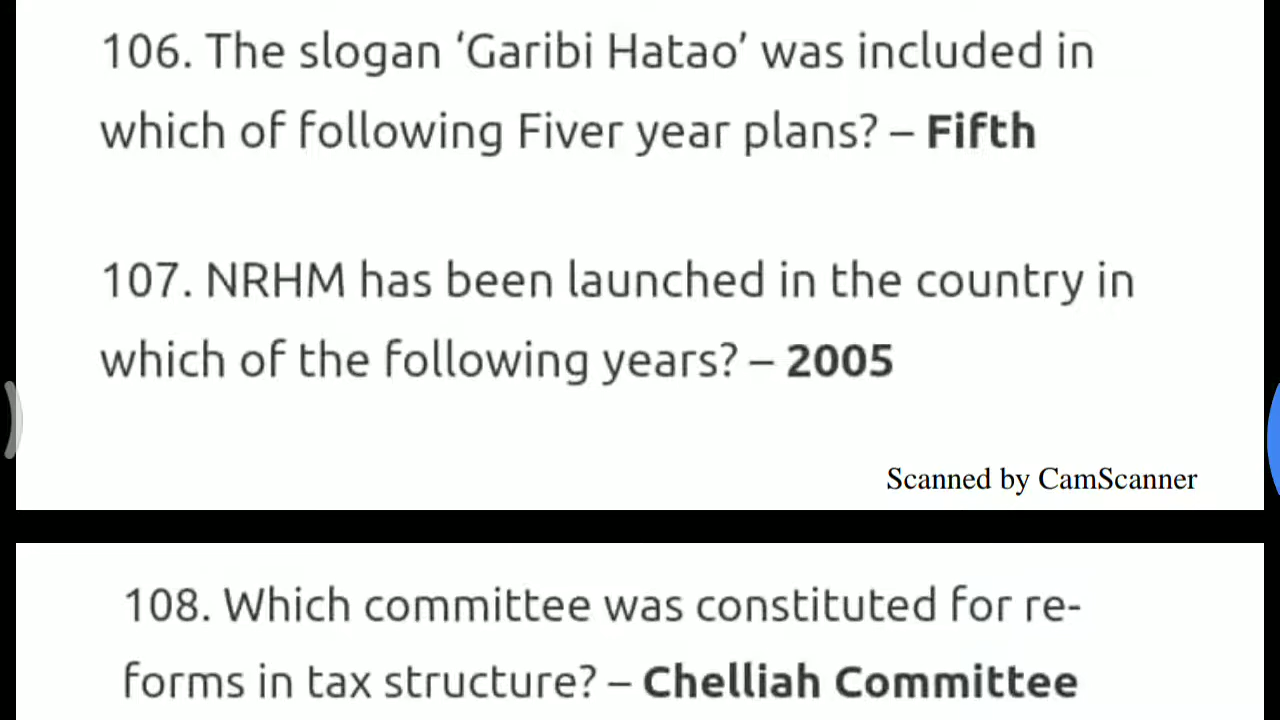 106. The slogan ‘Garibi Hatao’ was included in
which of following Fiver year plans? – Fifth
107. NRHM has been launched in the country in
which of the following years? – 2005
Scanned by CamScanner
108. Which committee was constituted for re-
forms in tax structure? – Chelliah Committee